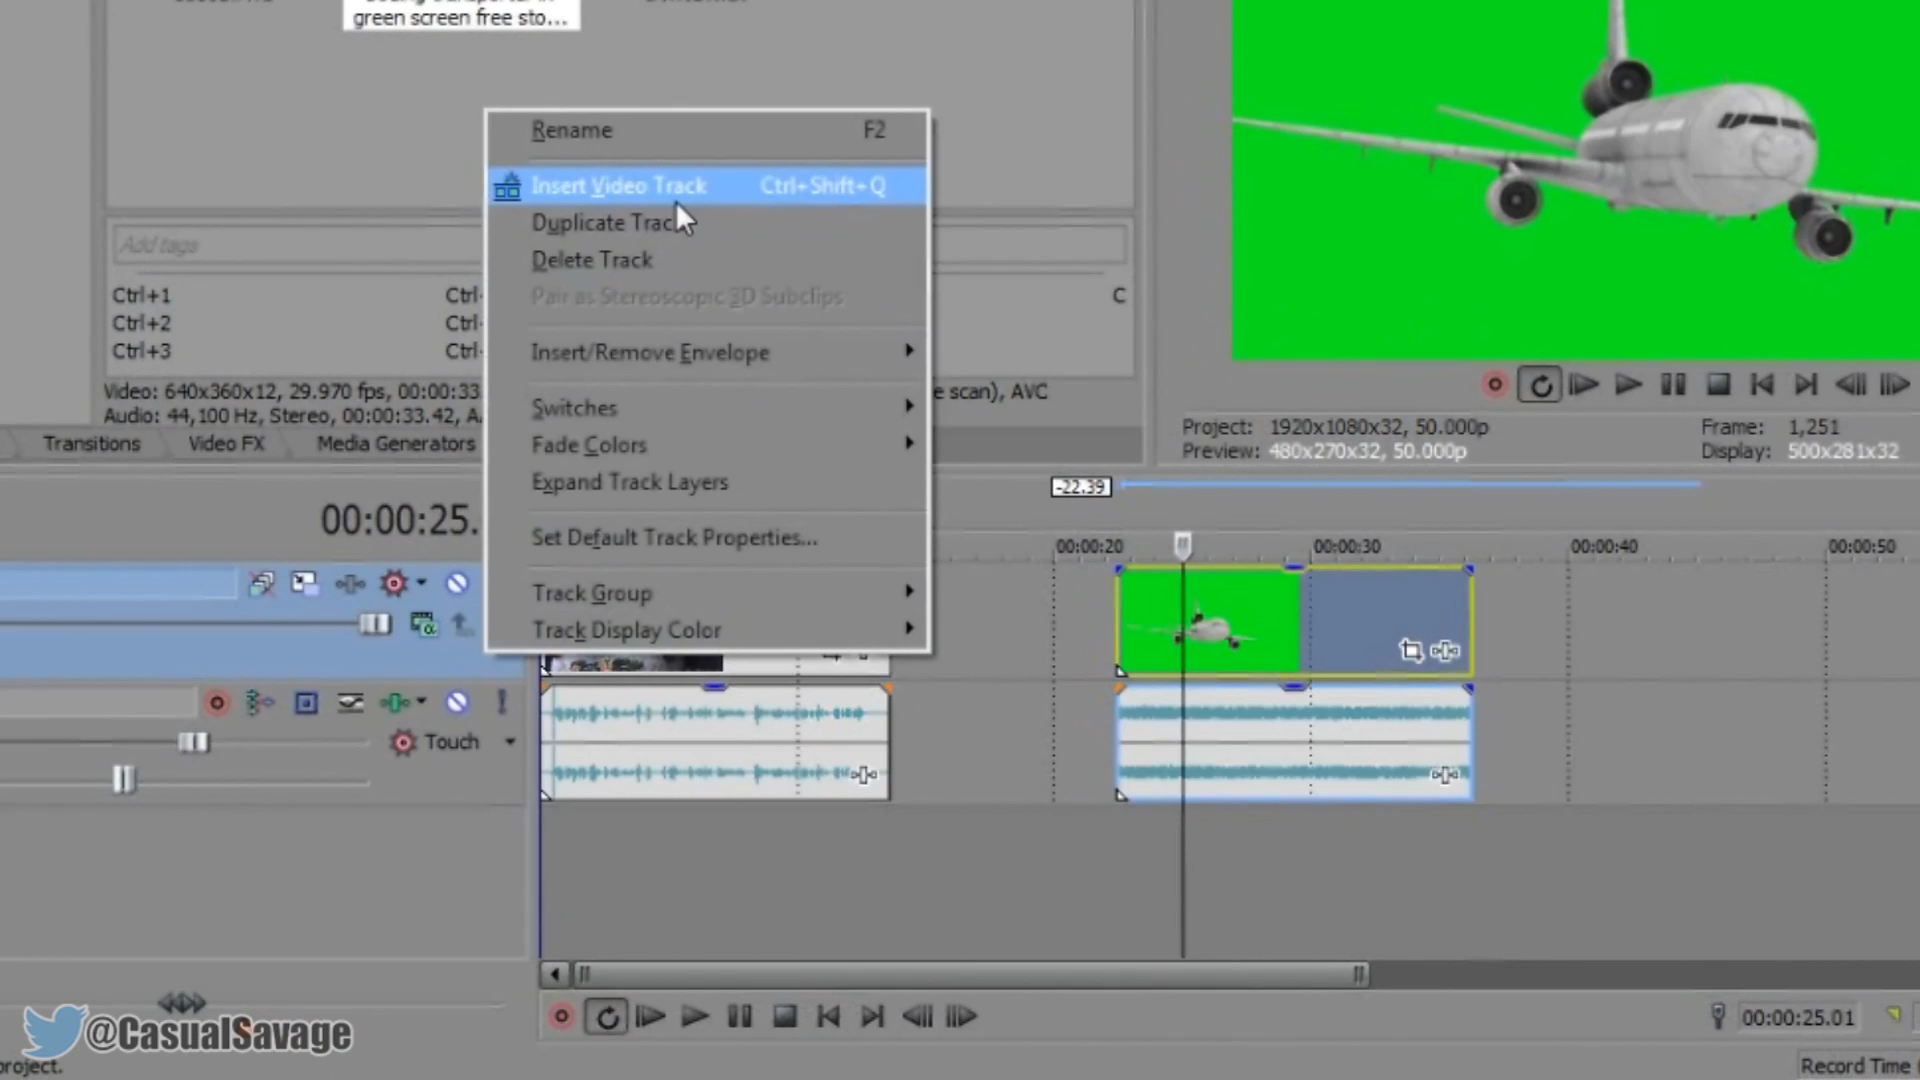 green screen free sto...
Rename F2
Insert Video Track Ctrl+Shift+Q
Duplicate Trac
Delete Track
Pair as Stereoscopic 3D Subclips
Insert/Remove Envelope
Switches
Fade Colors
Expand Track Layers
Set Default Track Properties...
Track Group
Track Display Color
Add tags
Ctrl+1 Ctrl- C
Ctrl+2 Ctrl-
Ctrl+3 Ctrl-
Video: 640x360x12, 29.970 fps, 00:00:33 e scan), AVC
Audio: 44,100 Hz, Stereo, 00:00:33.42, A
Transitions Video FX Media Generators
Project: 1920x1080x32, 50.000p Frame: 1,251
Preview: 480x270x32, 50.000p Display: 500x281x32
-22.39
00:00:25.
00:00:20 00:00:30 00:00:40 00:00:50
Touch
00:00:25.01
@CasualSavage
project.
Record Time